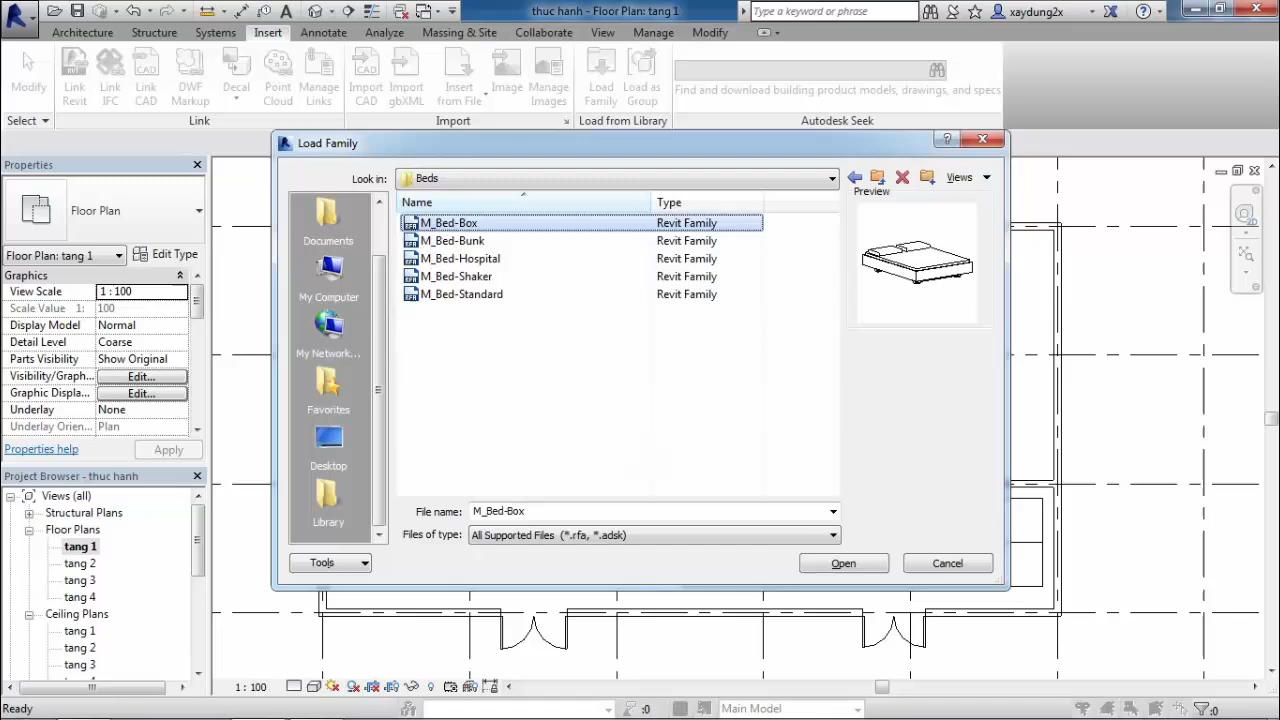 thuc hanh - Floor Plan: tang 1
Type a keyword or phrase
xaydung2x
Architecture Structure Systems Insert Annotate Analyze Massing & Site Collaborate View Manage Modify
Modify
Link Revit
Link IFC
Link CAD
DWF Markup
Decal
Point Cloud
Manage Links
Import CAD
Import gbXML
Insert from File
Image
Manage Images
Load Family
Load as Group
Find and download building product models, drawings, and specs
Select
Link
Import
Load from Library
Autodesk Seek
Properties
Floor Plan
Floor Plan: tang 1
Edit Type
Graphics
View Scale 1 : 100
Scale Value 1: 100
Display Model Normal
Detail Level Coarse
Parts Visibility Show Original
Visibility/Graph... Edit...
Graphic Displa... Edit...
Underlay None
Underlay Orien... Plan
Properties help
Apply
Project Browser - thuc hanh
Views (all)
Structural Plans
Floor Plans
tang 1
tang 2
tang 3
tang 4
Ceiling Plans
tang 1
tang 2
tang 3
Load Family
Look in: Beds
Views
Documents
My Computer
My Network...
Favorites
Desktop
Library
Name Type
M_Bed-Box Revit Family
M_Bed-Bunk Revit Family
M_Bed-Hospital Revit Family
M_Bed-Shaker Revit Family
M_Bed-Standard Revit Family
Preview
File name: M_Bed-Box
Files of type: All Supported Files (*.rfa, *.adsk)
Tools
Open
Cancel
1 : 100
Ready
:0
Main Model
:0